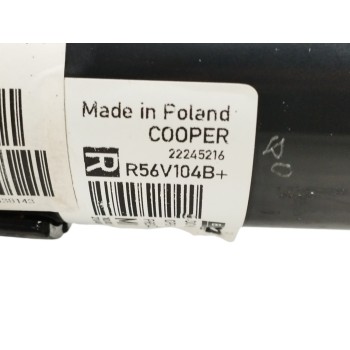 Made in Poland
COOPER
22245216
R R56V104B+